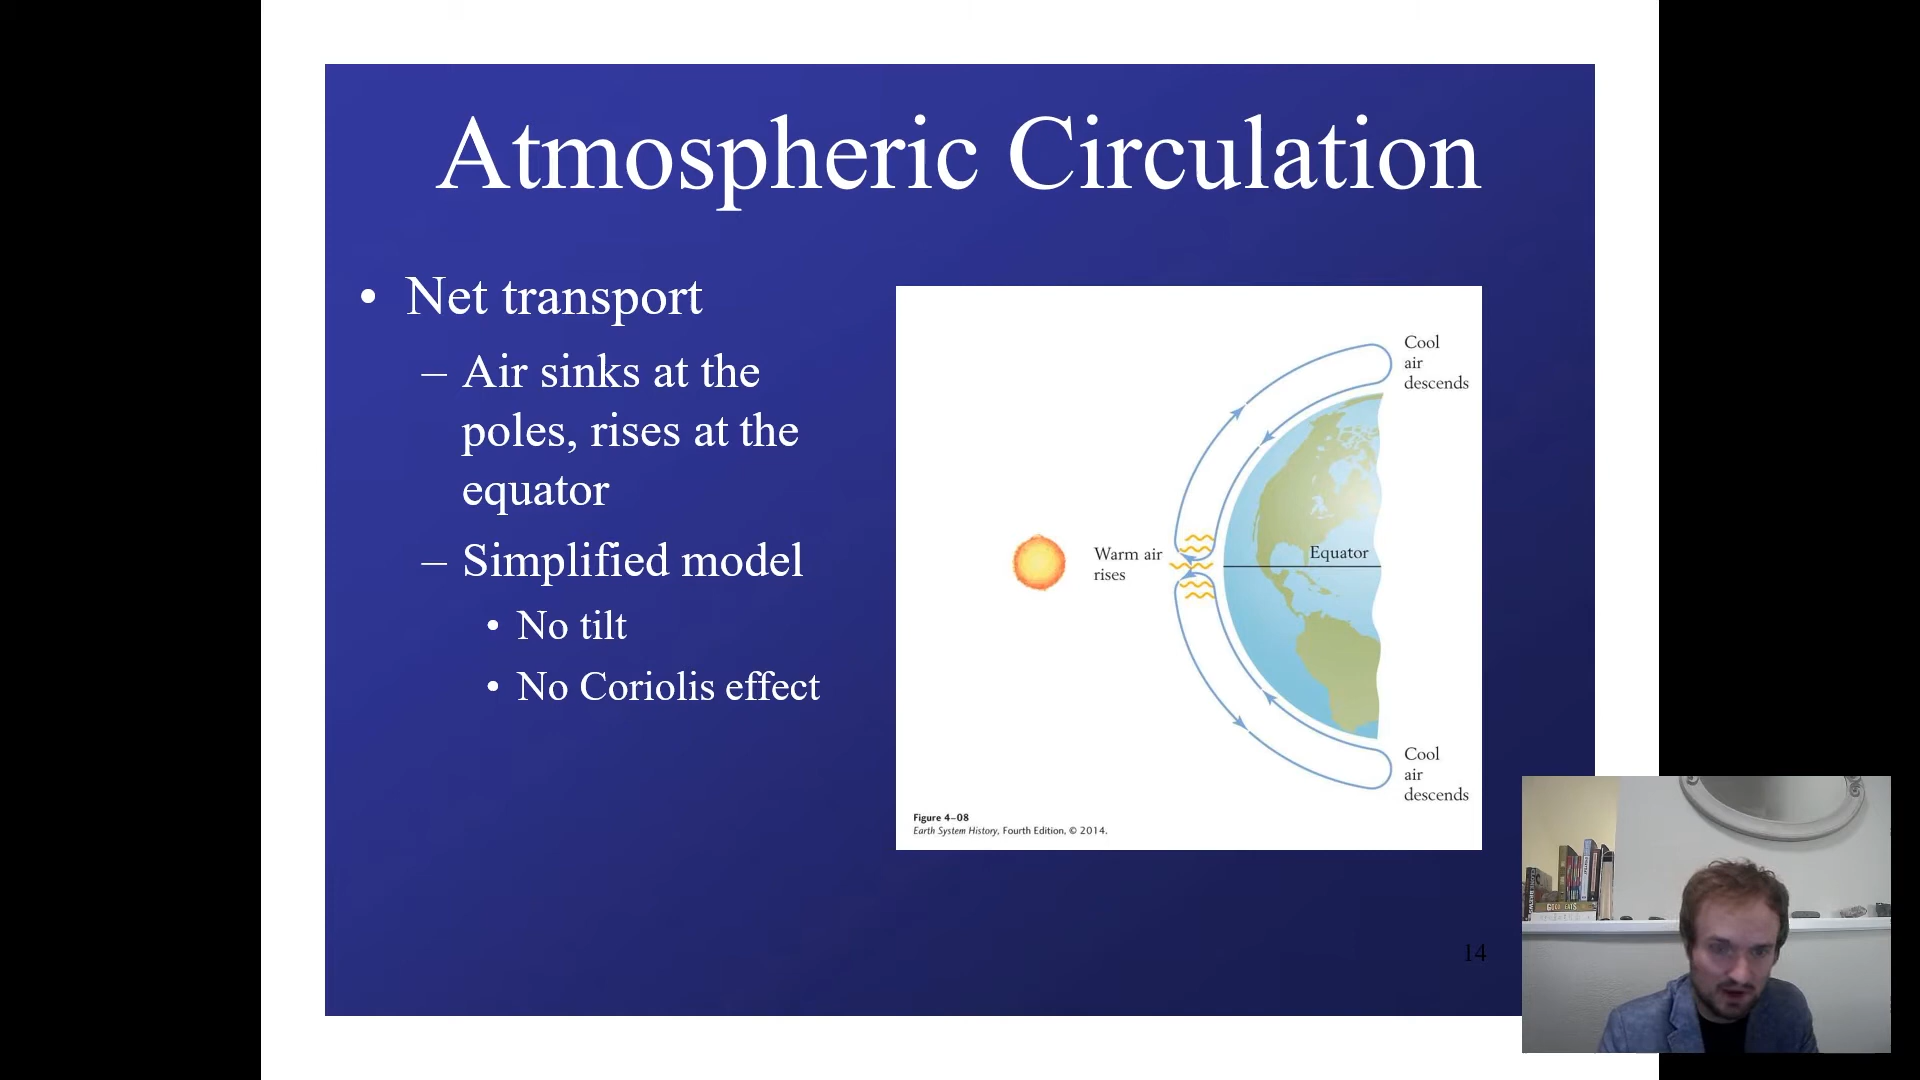 Atmospheric Circulation
• Net transport
– Air sinks at the
poles, rises at the
equator
– Simplified model
• No tilt
• No Coriolis effect
Cool
air
descends
Warm air
rises
Equator
Cool
air
descends
Figure 4–08
Earth System History, Fourth Edition, © 2014.
14
GOOD EATS